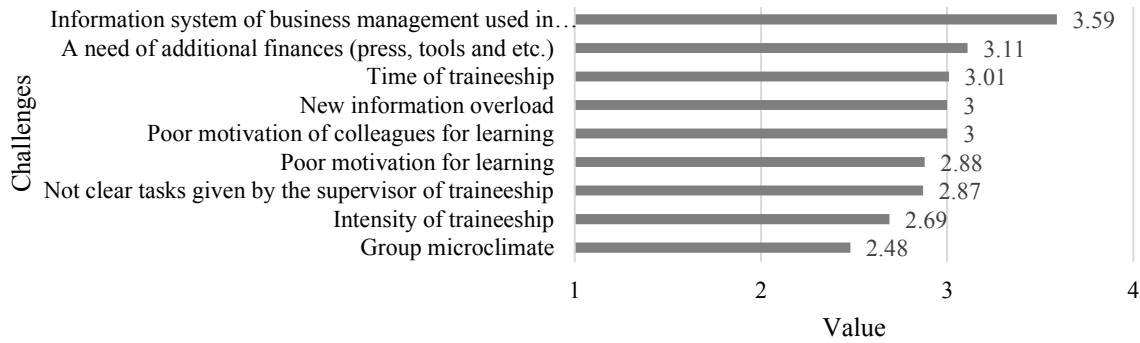 Challenges
Information system of business management used in…
3.59
A need of additional finances (press, tools and etc.)
3.11
Time of traineeship
3.01
New information overload
3
Poor motivation of colleagues for learning
3
Poor motivation for learning
2.88
Not clear tasks given by the supervisor of traineeship
2.87
Intensity of traineeship
2.69
Group microclimate
2.48
1 2 3 4
Value